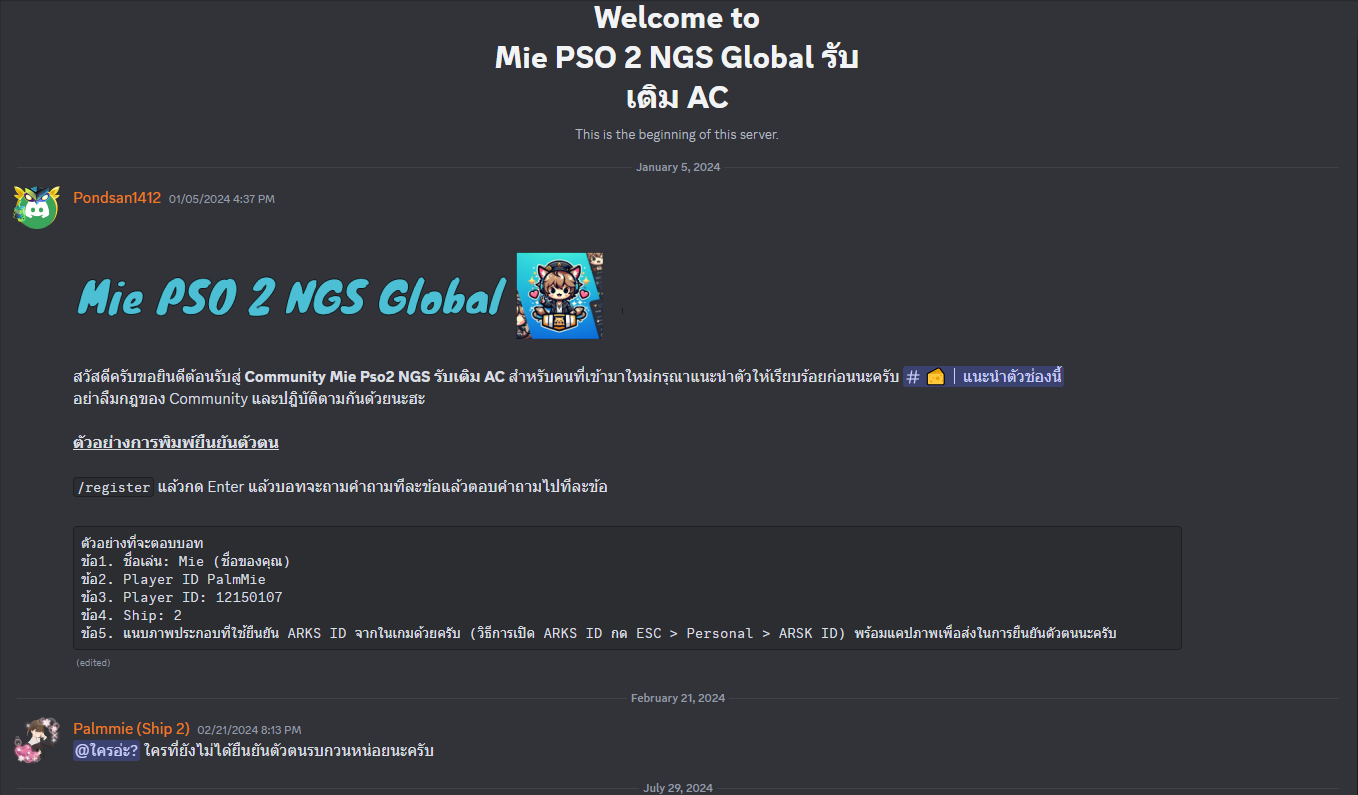 Welcome to
Mie PSO 2 NGS Global รับ
เติม AC
This is the beginning of this server.
January 5, 2024
Pondsan1412 01/05/2024 4:37 PM
Mie PSO 2 NGS Global
สวัสดีครับขอยินดีต้อนรับสู่ Community Mie Pso2 NGS รับเติม AC สำหรับคนที่เข้ามาใหม่กรุณาแนะนำตัวให้เรียบร้อยก่อนนะครับ # 🧀 | แนะนำตัวช่องนี้
อย่าลืมกฎของ Community และปฏิบัติตามกันด้วยนะฮะ
ตัวอย่างการพิมพ์ยืนยันตัวตน
/register แล้วกด Enter แล้วบอทจะถามคำถามทีละข้อแล้วตอบคำถามไปทีละข้อ
ตัวอย่างที่จะตอบบอท
ข้อ1. ชื่อเล่น: Mie (ชื่อของคุณ)
ข้อ2. Player ID PalmMie
ข้อ3. Player ID: 12150107
ข้อ4. Ship: 2
ข้อ5. แนบภาพประกอบที่ใช้ยืนยัน ARKS ID จากในเกมด้วยครับ (วิธีการเปิด ARKS ID กด ESC > Personal > ARSK ID) พร้อมแคปภาพเพื่อส่งในการยืนยันตัวตนนะครับ
(edited)
February 21, 2024
Palmmie (Ship 2) 02/21/2024 8:13 PM
@ใครอ่ะ? ใครที่ยังไม่ได้ยืนยันตัวตนรบกวนหน่อยนะครับ
July 29, 2024